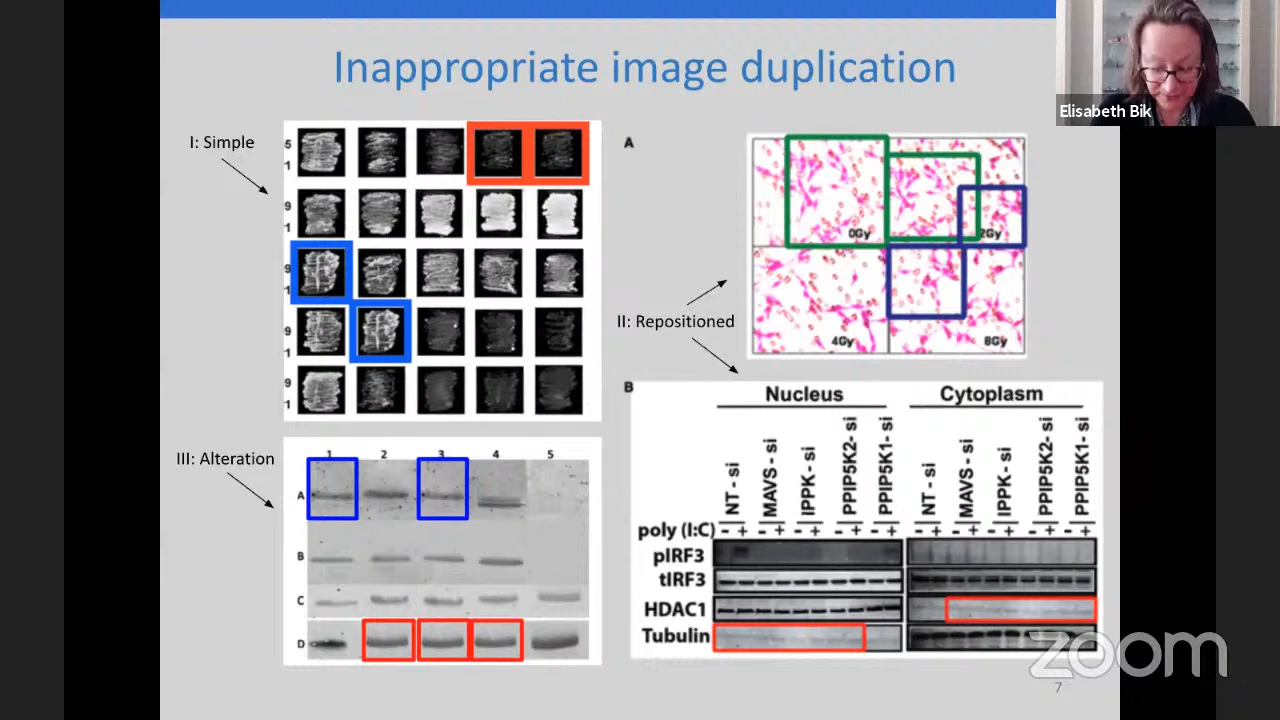 Inappropriate image duplication
Elisabeth Bik
I: Simple
5
1
9
1
9
1
9
1
9
1
A
0Gy
2Gy
4Gy
8Gy
II: Repositioned
III: Alteration
1 2 3 4 5
A
B
C
D
B
Nucleus Cytoplasm
NT - si MAVS - si IPPK - si PPIP5K2- si PPIP5K1- si NT - si MAVS - si IPPK - si PPIP5K2- si PPIP5K1- si
poly (I:C) - + - + - + - + - + - + - + - + - + - +
pIRF3
tIRF3
HDAC1
Tubulin
zoom
7